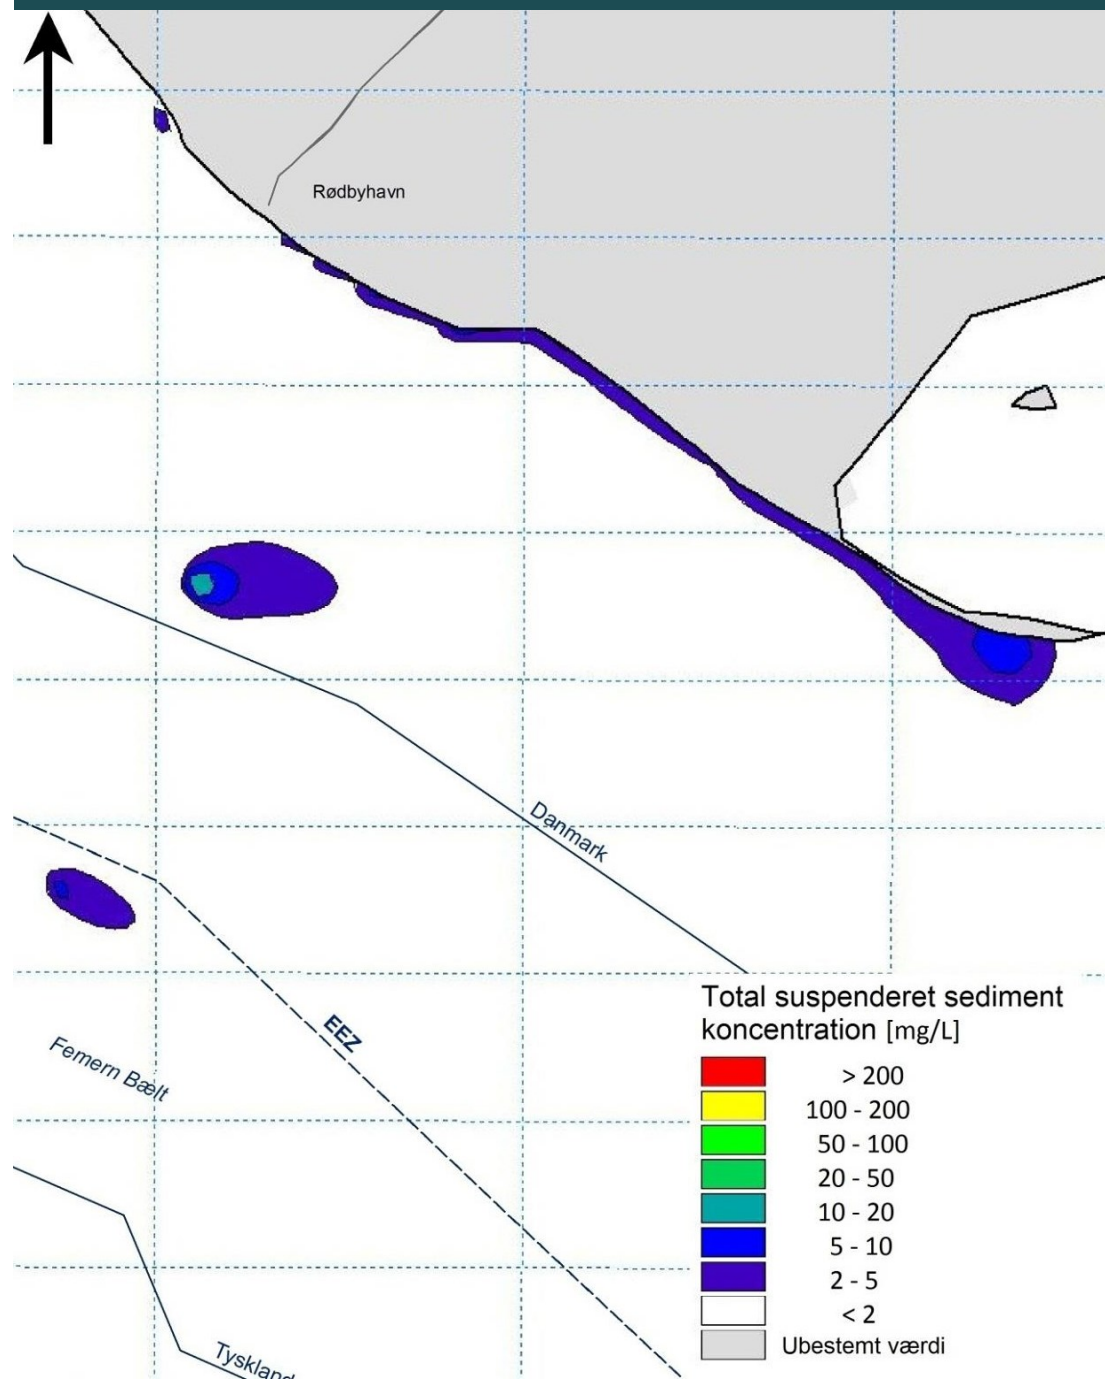 Rødbyhavn
Danmark
EEZ
Femern Bælt
Tyskland
Total suspenderet sediment
koncentration [mg/L]
> 200
100 - 200
50 - 100
20 - 50
10 - 20
5 - 10
2 - 5
< 2
Ubestemt værdi